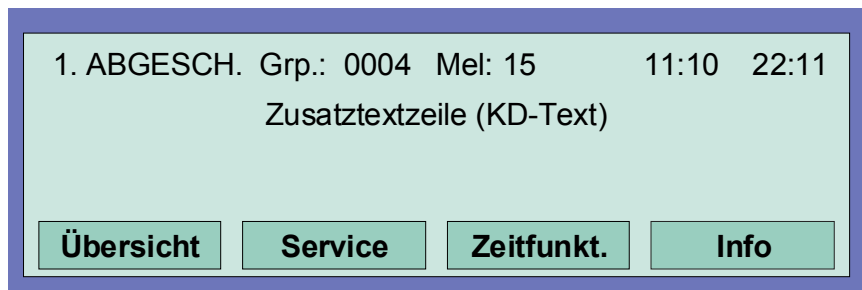 1. ABGESCH. Grp.: 0004 Mel: 15 11:10 22:11
Zusatztextzeile (KD-Text)
Übersicht Service Zeitfunkt. Info